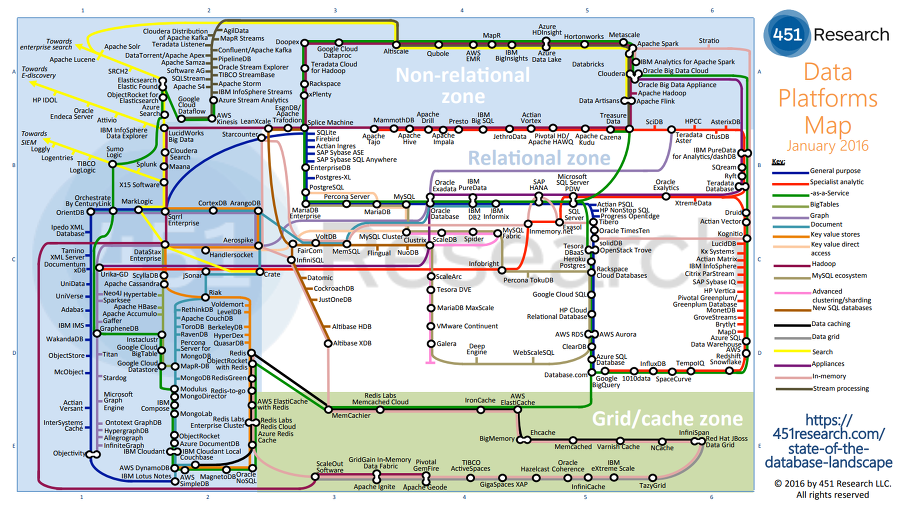 451 Research
Data
Platforms
Map
January 2016
Key:
General purpose
Specialist analytic
as-a-Service
BigTables
Graph
Document
Key value stores
Key value direct
access
Hadoop
MySQL ecosystem
Advanced
clustering/sharding
New SQL databases
Data caching
Data grid
Search
Appliances
In-memory
Stream processing
https://
451research.com/
state-of-the-
database-landscape
© 2016 by 451 Research LLC.
All rights reserved
1
2
3
4
5
6
A
B
C
D
E
Non-relational
zone
Relational zone
Grid/cache zone
Towards
enterprise search
Apache Solr
Apache Lucene
Towards
E-discovery
SRCH2
Elasticsearch
Elastic Found
ObjectRocket for
Elasticsearch
HP IDOL
Azure
Search
Oracle
Endeca Server
Attivio
InfoSphere
Data Explorer
Towards
SIEM
Loggly
Logentries
Sumo
Logic
Splunk
TIBCO
LogLogic
X15 Software
LucidWorks
Big Data
Cloudera
Search
Maana
Cloudera Distribution
of Apache Kafka
Teradata Listener
DataTorrent/Apache Apex
Apache Samza
Software AG
SQLStream
Apache S4
AgilData
MapR Streams
Confluent/Apache Kafka
PipelineDB
Oracle Stream Explorer
TIBCO StreamBase
Apache Storm
IBM InfoSphere Streams
Azure Stream Analytics
Google
Cloud
Dataflow
AWS
Kinesis
LeanXcale
Starcounter
EsgnDB/
Apache
Trafodion
Doopex
Google Cloud
Dataproc
Teradata Cloud
for Hadoop
Rackspace
xPlenty
Altiscale
Qubole
AWS
EMR
MapR
IBM
BigInsights
Azure
HDInsight
Azure
Data Lake
Hortonworks
Databricks
Metascale
Cloudera
Apache Spark
Stratio
IBM Analytics for Apache Spark
Oracle Big Data Cloud
Oracle Big Data Appliance
Apache Hadoop
Apache Flink
Data Artisans
Treasure
Data
Splice Machine
Apache
Tajo
MammothDB
Apache
Hive
Apache
Drill
Apache
Impala
Presto
IBM
Big SQL
JethroData
Actian
Vortex
Pivotal HD/
Apache HAWQ
Apache
Kudu
Cazena
SciDB
HPCC
Teradata
Aster
AsterixDB
CitusDB
IBM PureData
for Analytics/dashDB
SQream
Ryft
Teradata
Database
Oracle
Exalytics
XtremeData
Druid
Actian Vector
Kognitio
LucidDB
Kx Systems
Actian Matrix
IBM InfoSphere
Citrix ParStream
SAP Sybase IQ
HP Vertica
Pivotal Greenplum/
Greenplum Database
MonetDB
GroveStreams
Brytlyt
MapD
Azure SQL
Data Warehouse
AWS
Redshift
Snowflake
SQLite
Firebird
Actian Ingres
SAP Sybase ASE
SAP Sybase SQL Anywhere
EnterpriseDB
Postgres-XL
PostgreSQL
Percona Server
MariaDB
Enterprise
MariaDB
MySQL
Oracle
Exadata
Oracle
Database
IBM
PureData
IBM
DB2
IBM
Informix
SAP
HANA
Microsoft
SQL Server
PDW
SQL
Server
Actian PSQL
HP NonStop SQL
Progress OpenEdge
Tibero
Oracle TimesTen
solidDB
OpenStack Trove
Exasol
Inmemory.net
Tesora
DBaaS
Heroku
Postgres
Rackspace
Cloud Databases
Google Cloud SQL
HP Cloud
Relational Database
AWS RDS
AWS Aurora
ClearDB
Azure SQL
Database
Database.com
Google
BigQuery
1010data
InfluxDB
SpaceCurve
TempoIQ
VoltDB
MemSQL
MySQL Cluster
MySQL
Fling
Clustrix
NuoDB
ScaleDB
Spider
MySQL
Fabric
Infobright
Percona TokuDB
ScaleArc
Tesora DVE
MariaDB MaxScale
VMware Continuent
Galera
Deep
Engine
WebScaleSQL
Orchestrate
By CenturyLink
OrientDB
MarkLogic
Sqrrl
Enterprise
CortexDB
ArangoDB
Ipedo XML
Database
Tamino
XML Server
Documentum
xDB
DataStax
Enterprise
Aerospike
Handlersocket
FairCom
InfiniSQL
Urika-GD
ScyllaDB
Apache Cassandra
jSonar
Crate
UniData
UniVerse
Neo4J
Sparksee
Hypertable
Apache HBase
Apache Accumulo
Riak
Adabas
Gaffer
IBM IMS
GrapheneDB
WakandaDB
Instaclustr
Google
Cloud
BigTable
Google Cloud
Datastore
ObjectStore
Titan
McObject
Stardog
Microsoft
Graph
Engine
Actian
Versant
InterSystems
Caché
Ontotext GraphDB
HypergraphDB
Allegrograph
InfiniteGraph
Objectivity
RethinkDB
Apache CouchDB
ToroDB
RavenDB
Percona
Server for
MongoDB
MapR-DB
MongoDB
Modulus
MongoDirector
IBM
Compose
MongoLab
ObjectRocket
Azure DocumentDB
IBM Cloudant
IBM Cloudant Local
Couchbase
AWS DynamoDB
IBM Lotus Notes
AWS
SimpleDB
MagnetoDB
Oracle
NoSQL
Voldemort
LevelDB
BerkeleyDB
HyperDex
QuasarDB
Redis
ObjectRocket
with Redis
RedisGreen
Redis-to-go
AWS ElastiCache
with Redis
Redis Labs
Enterprise Cluster
Redis Labs
Redis Cloud
Azure Redis
Cache
Datomic
CockroachDB
JustOneDB
Altibase HDB
Altibase XDB
MemCachier
Redis Labs
Memcached Cloud
IronCache
AWS
ElastiCache
BigMemory
Ehcache
Memcached
Varnish Cache
NCache
InfiniSpan
Red Hat JBoss
Data Grid
ScaleOut
Software
GridGain In-Memory
Data Fabric
Apache Ignite
Pivotal
GemFire
Apache Geode
TIBCO
ActiveSpaces
GigaSpaces XAP
Oracle
Coherence
Hazelcast
InfiniCache
IBM
eXtreme Scale
TazyGrid